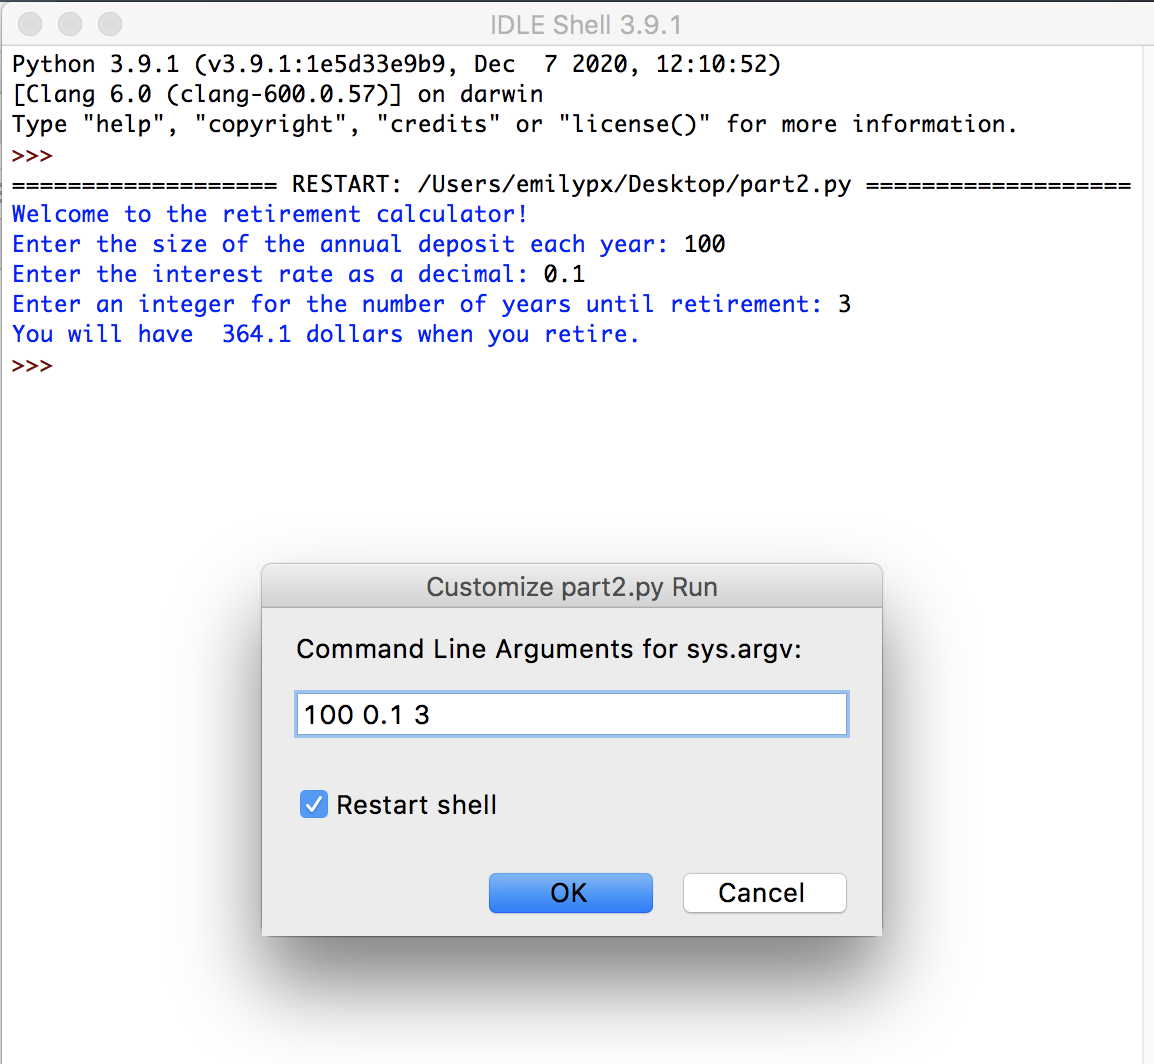 IDLE Shell 3.9.1
Python 3.9.1 (v3.9.1:1e5d33e9b9, Dec  7 2020, 12:10:52)
[Clang 6.0 (clang-600.0.57)] on darwin
Type "help", "copyright", "credits" or "license()" for more information.
>>>
=================== RESTART: /Users/emilypx/Desktop/part2.py ===================
Welcome to the retirement calculator!
Enter the size of the annual deposit each year: 100
Enter the interest rate as a decimal: 0.1
Enter an integer for the number of years until retirement: 3
You will have  364.1 dollars when you retire.
>>>
Customize part2.py Run
Command Line Arguments for sys.argv:
100 0.1 3
Restart shell
OK Cancel